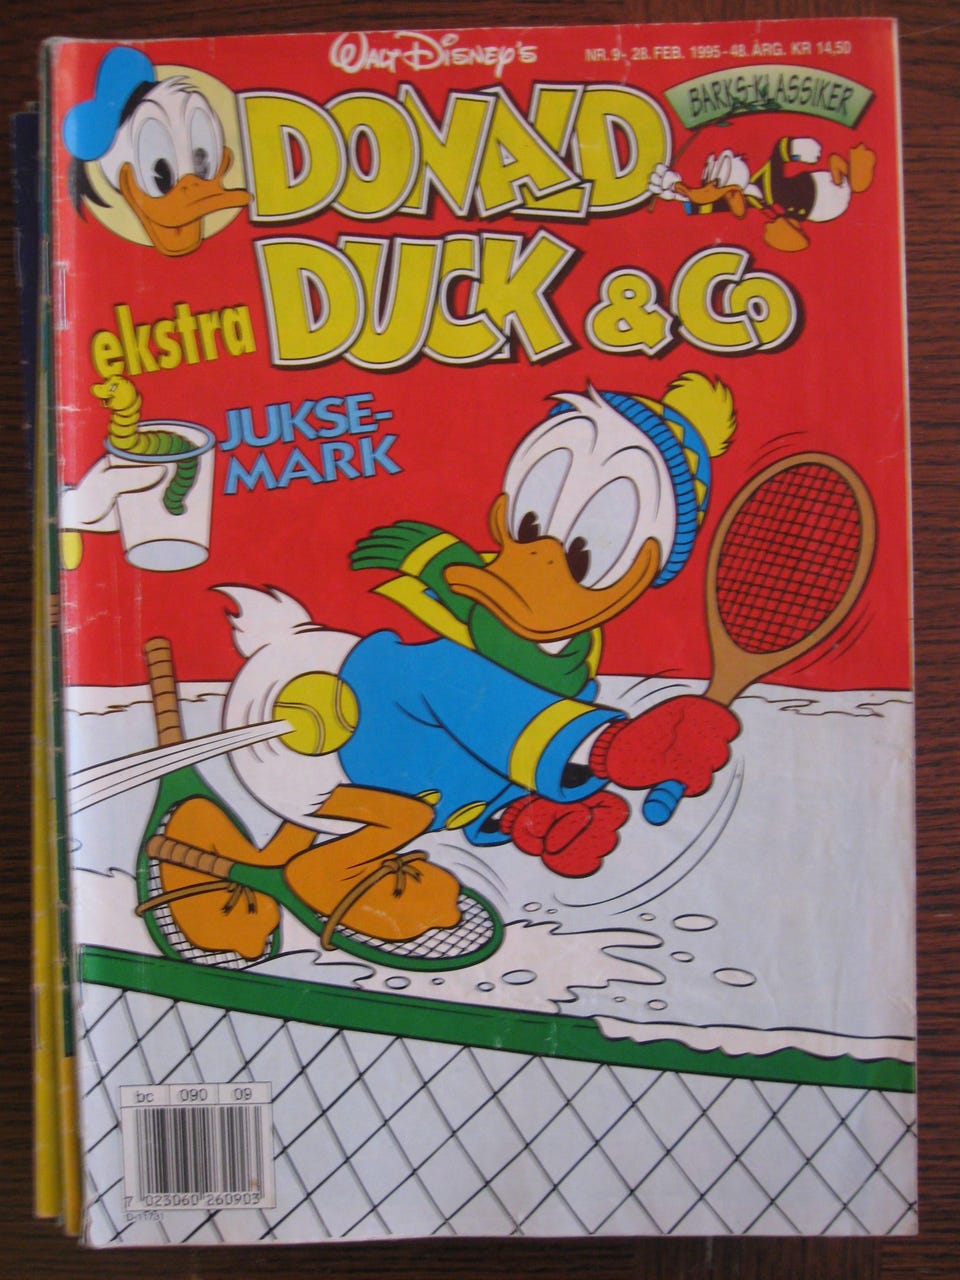 WALT DISNEY'S
NR. 9 - 28. FEB. 1995 - 48. ÅRG. KR 14,50
BARKS-KLASSIKER
DONALD
DUCK & Co
ekstra
JUKSE-
MARK
bc 090 09
7 023060 260903
D-11731